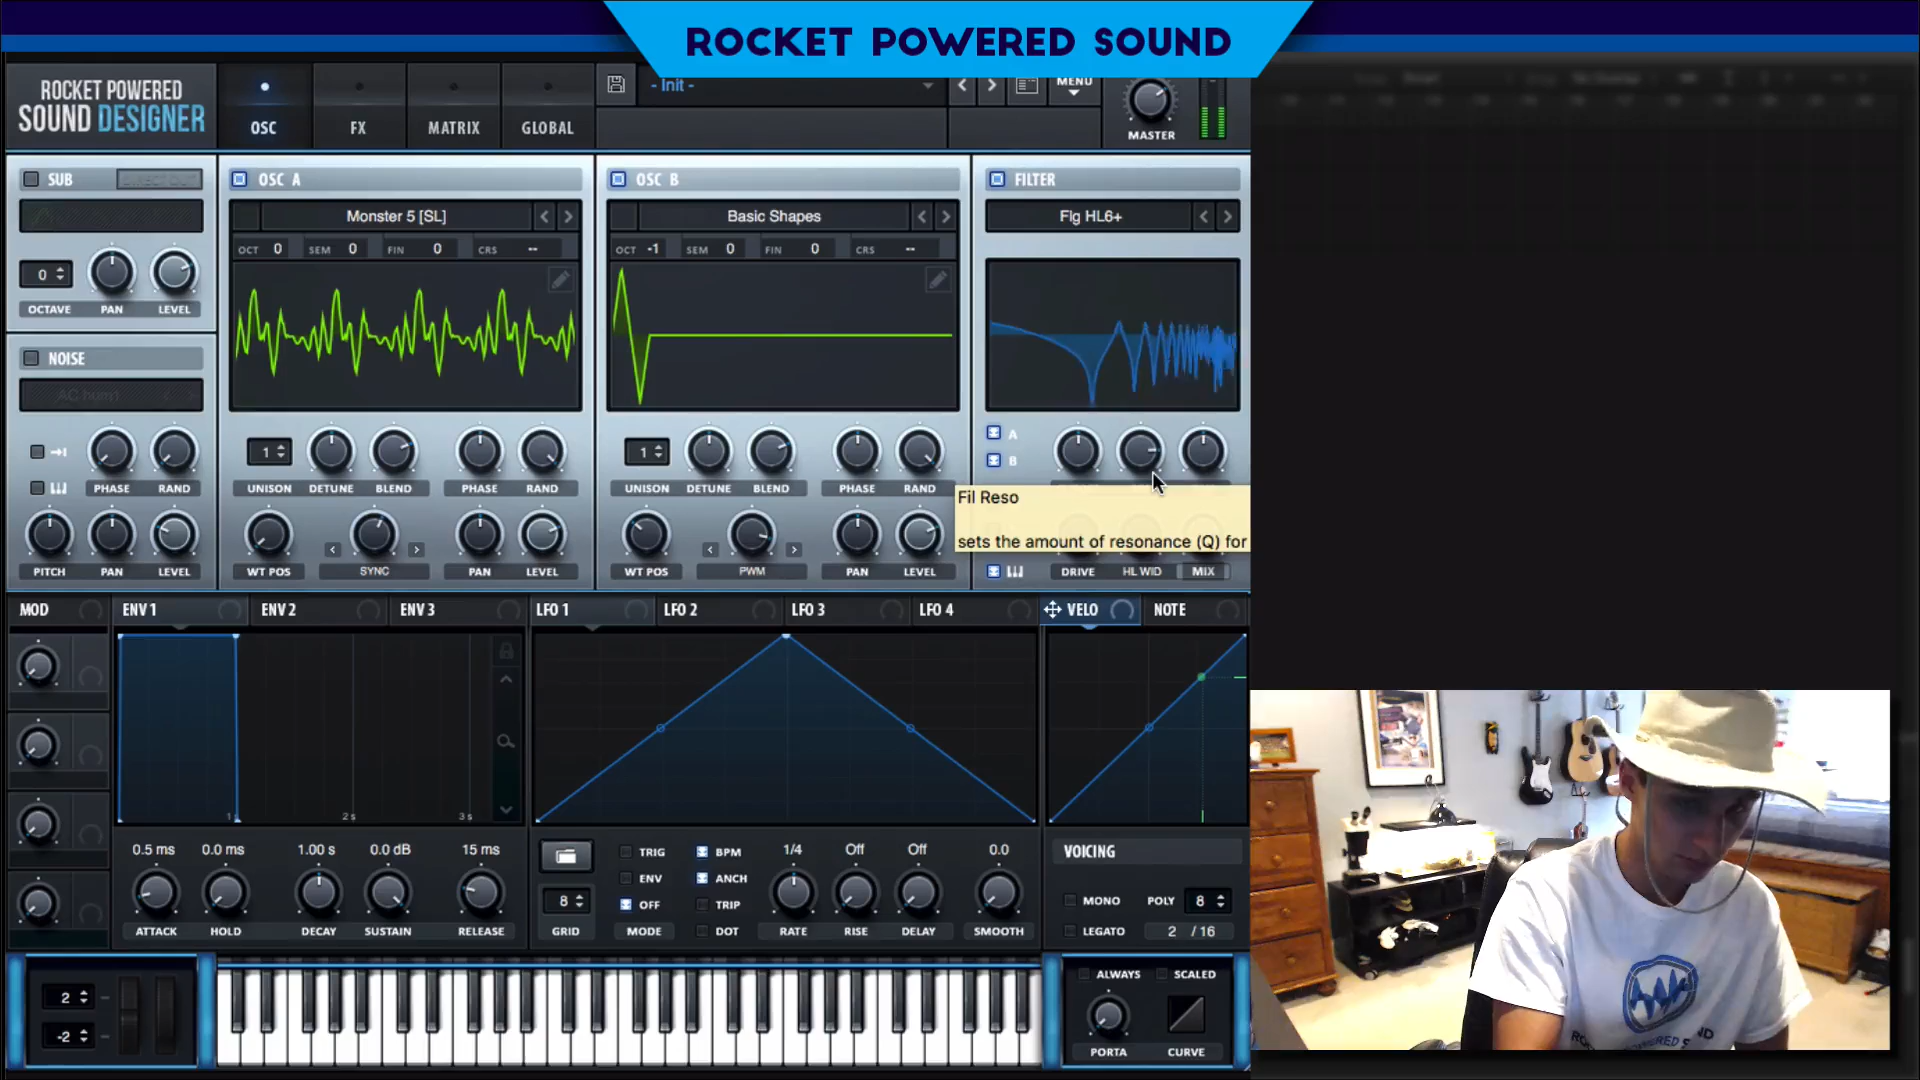 ROCKET POWERED SOUND
ROCKET POWERED
SOUND DESIGNER
OSC
FX
MATRIX
GLOBAL
- Init -
MENU
MASTER
SUB
DIRECT OUT
OSC A
OSC B
FILTER
Monster 5 [SL]
Basic Shapes
Flg HL6+
OCT 0 SEM 0 FIN 0 CRS --
OCT -1 SEM 0 FIN 0 CRS --
0
OCTAVE PAN LEVEL
NOISE
AC hum1
A
B
1
1
PHASE RAND
UNISON DETUNE BLEND PHASE RAND
UNISON DETUNE BLEND PHASE RAND
Fil Reso
sets the amount of resonance (Q) for
PITCH PAN LEVEL
WT POS SYNC PAN LEVEL
WT POS PWM PAN LEVEL
DRIVE HL WID MIX
MOD ENV 1 ENV 2 ENV 3 LFO 1 LFO 2 LFO 3 LFO 4 VELO NOTE
1 2 s 3 s
0.5 ms 0.0 ms 1.00 s 0.0 dB 15 ms
ATTACK HOLD DECAY SUSTAIN RELEASE
TRIG BPM
ENV ANCH
OFF TRIP
MODE DOT
8
GRID
1/4 Off Off 0.0
RATE RISE DELAY SMOOTH
VOICING
MONO POLY 8
LEGATO 2 / 16
2
-2
ALWAYS SCALED
PORTA CURVE